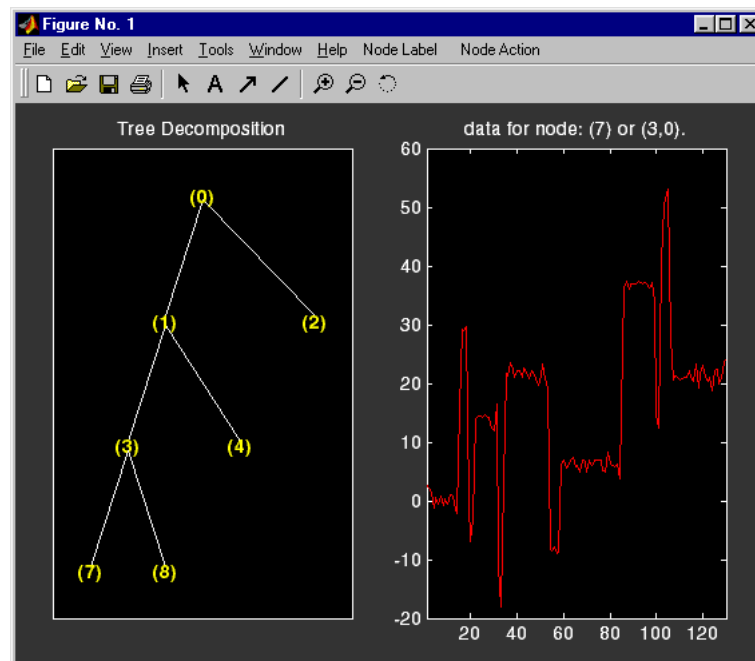 Figure No. 1
File Edit View Insert Tools Window Help Node Label Node Action
A
Tree Decomposition
(0)
(1)
(2)
(3)
(4)
(7)
(8)
data for node: (7) or (3,0).
60
50
40
30
20
10
0
-10
-20
20 40 60 80 100 120